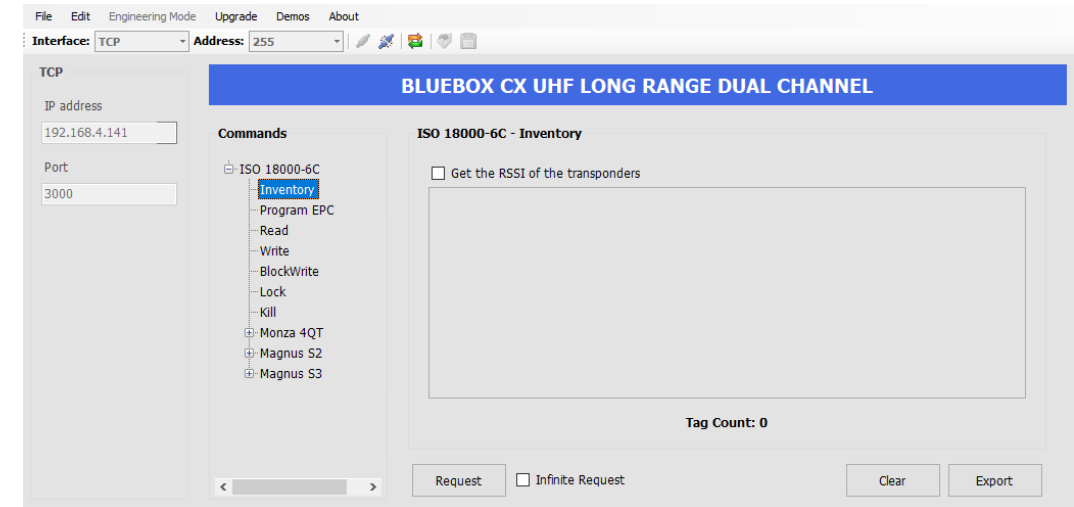 File Edit Engineering Mode Upgrade Demos About
Interface: TCP Address: 255
TCP
IP address
192.168.4.141
Port
3000
BLUEBOX CX UHF LONG RANGE DUAL CHANNEL
Commands
ISO 18000-6C
Inventory
Program EPC
Read
Write
BlockWrite
Lock
Kill
Monza 4QT
Magnus S2
Magnus S3
ISO 18000-6C - Inventory
Get the RSSI of the transponders
Tag Count: 0
Request Infinite Request Clear Export